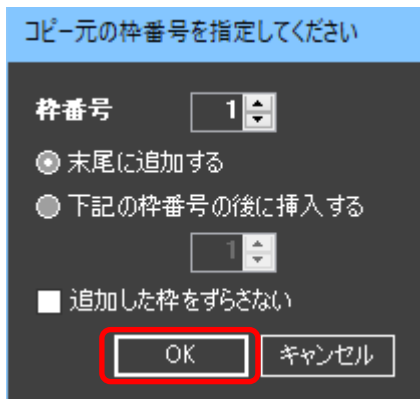 コピー元の枠番号を指定してください
枠番号 1
末尾に追加する
下記の枠番号の後に挿入する
1
追加した枠をずらさない
OK キャンセル